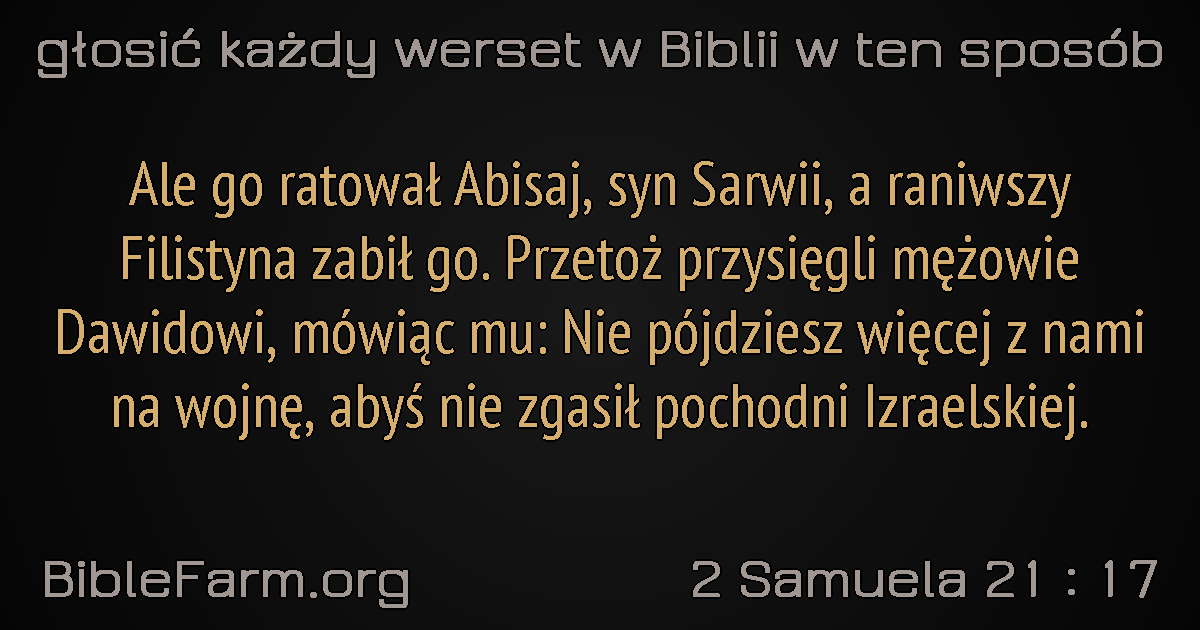 głosić każdy werset w Biblii w ten sposób
Ale go ratował Abisaj, syn Sarwii, a raniwszy
Filistyna zabił go. Przetoż przysięgli mężowie
Dawidowi, mówiąc mu: Nie pójdziesz więcej z nami
na wojnę, abyś nie zgasił pochodni Izraelskiej.
BibleFarm.org
2 Samuela 21 : 17